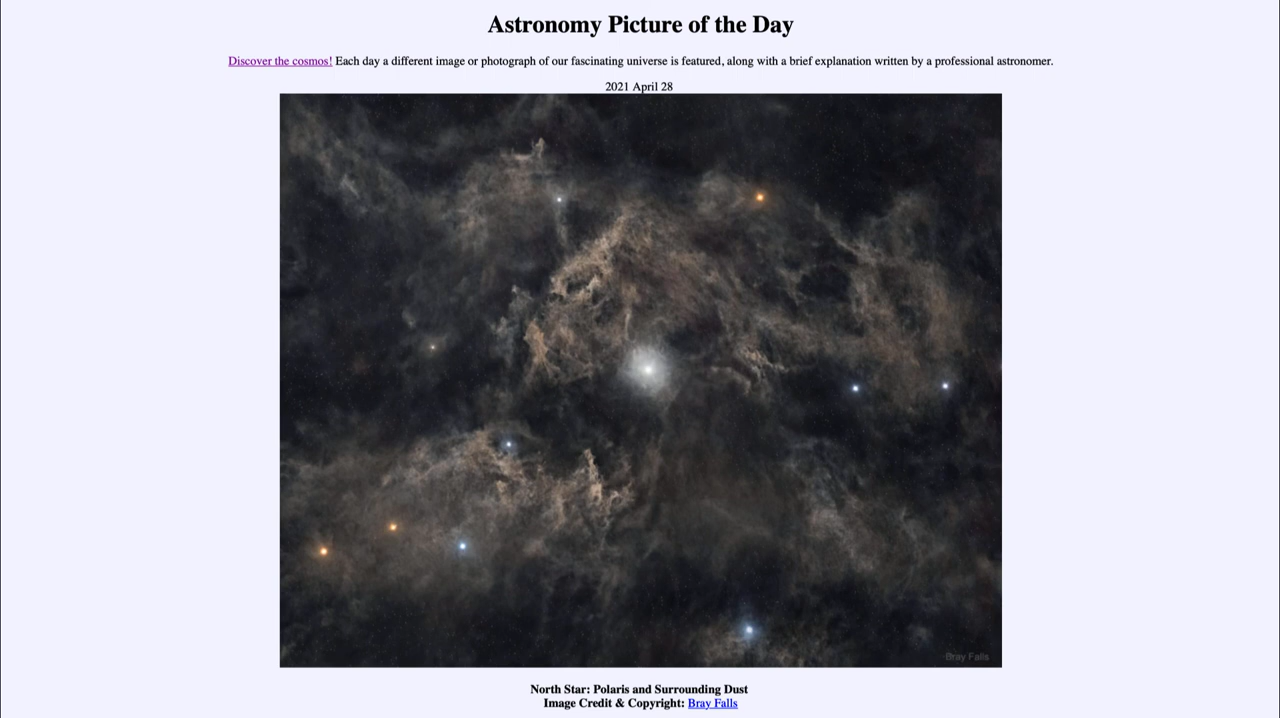 Astronomy Picture of the Day
Discover the cosmos! Each day a different image or photograph of our fascinating universe is featured, along with a brief explanation written by a professional astronomer.
2021 April 28
Bray Falls
North Star: Polaris and Surrounding Dust
Image Credit & Copyright: Bray Falls